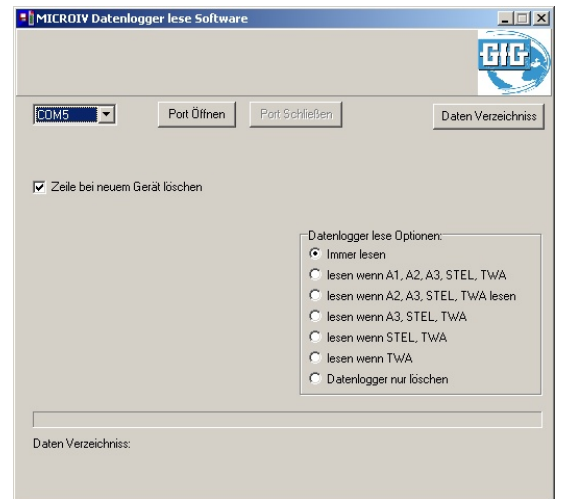 MICROIV Datenlogger lese Software
GfG
COM5
Port Öffnen
Port Schließen
Daten Verzeichniss
Zeile bei neuem Gerät löschen
Datenlogger lese Optionen:
Immer lesen
lesen wenn A1, A2, A3, STEL, TWA
lesen wenn A2, A3, STEL, TWA lesen
lesen wenn A3, STEL, TWA
lesen wenn STEL, TWA
lesen wenn TWA
Datenlogger nur löschen
Daten Verzeichniss: